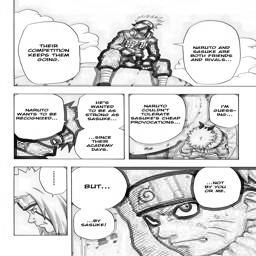 NARUTO AND
SASUKE ARE
BOTH FRIENDS
AND RIVALS...
THEIR
COMPETITION
KEEPS THEM
GOING.
I'M
GUESS-
ING...
NARUTO
COULDN'T
TOLERATE
SASUKE'S CHEAP
PROVOCATIONS...
HE'S
WANTED TO BE
AS STRONG AS
SASUKE...
...SINCE
THEIR
ACADEMY
DAYS.
NARUTO
WANTS TO BE
RECOGNIZED...
...NOT
BY YOU
OR ME.
BUT...
...BY
SASUKE!